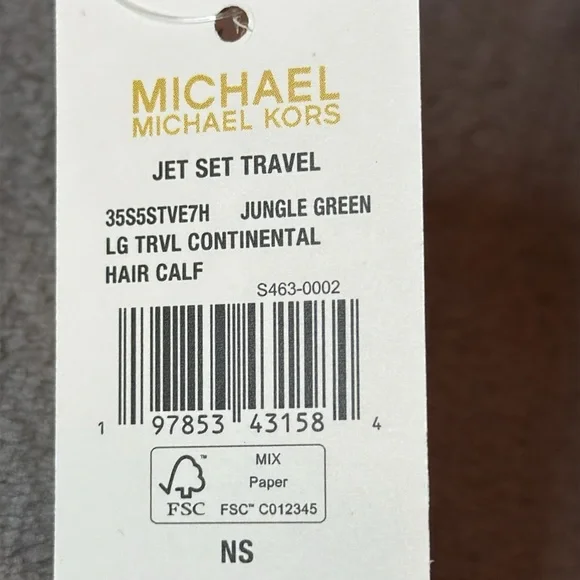 MICHAEL
MICHAEL KORS
JET SET TRAVEL
35S5STVE7H JUNGLE GREEN
LG TRVL CONTINENTAL
HAIR CALF
S463-0002
1 97853 43158 4
FSC
MIX
Paper
FSC™ C012345
NS